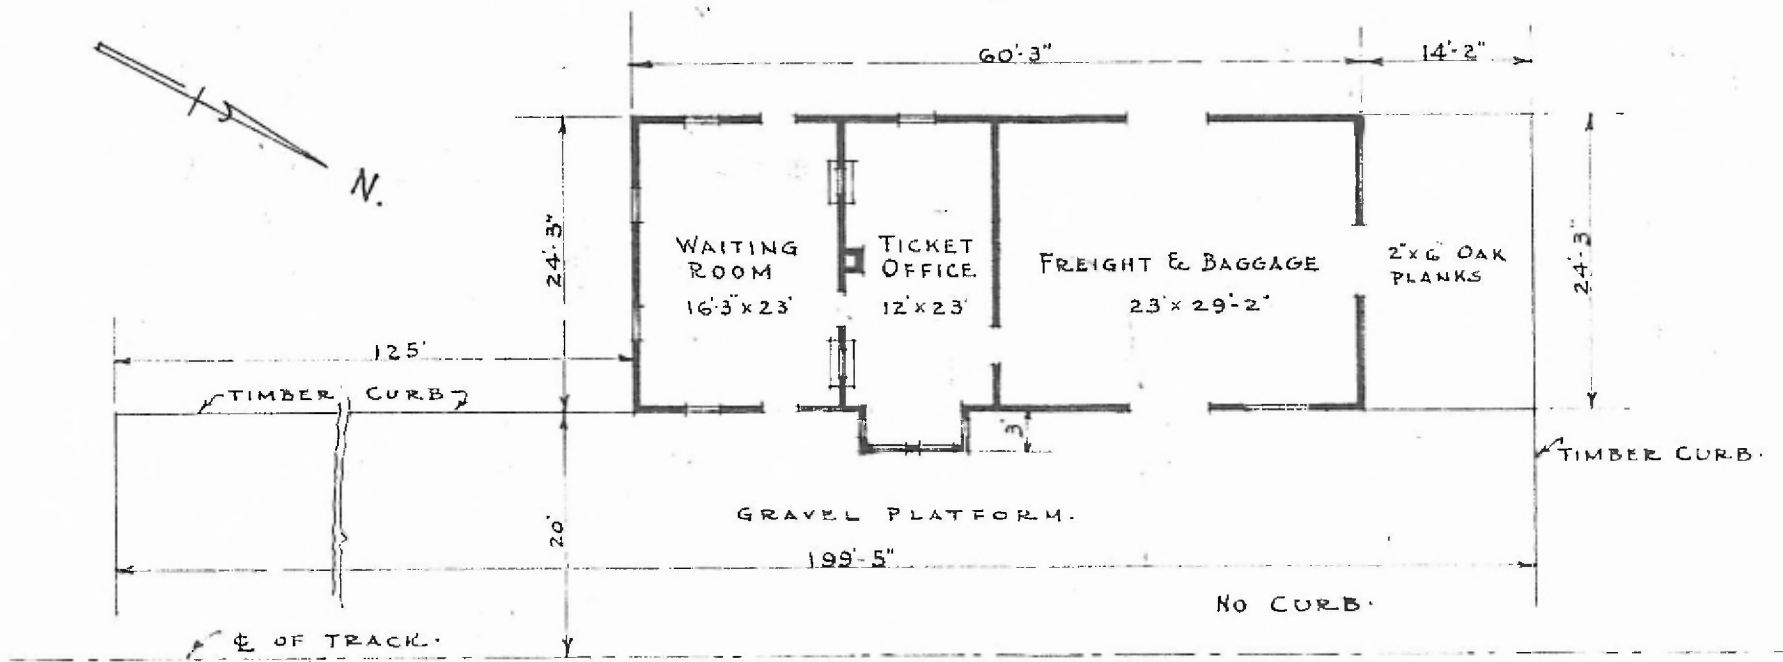 60'-3"
14'-2"
N.
24'-3"
WAITING
ROOM
16'-3" x 23'
TICKET
OFFICE
12' x 23'
FREIGHT & BAGGAGE
23' x 29'-2"
2" x 6" OAK
PLANKS
24'-3"
125'
TIMBER CURB
3'
TIMBER CURB.
20'
GRAVEL PLATFORM.
199'-5"
NO CURB.
℄ OF TRACK.